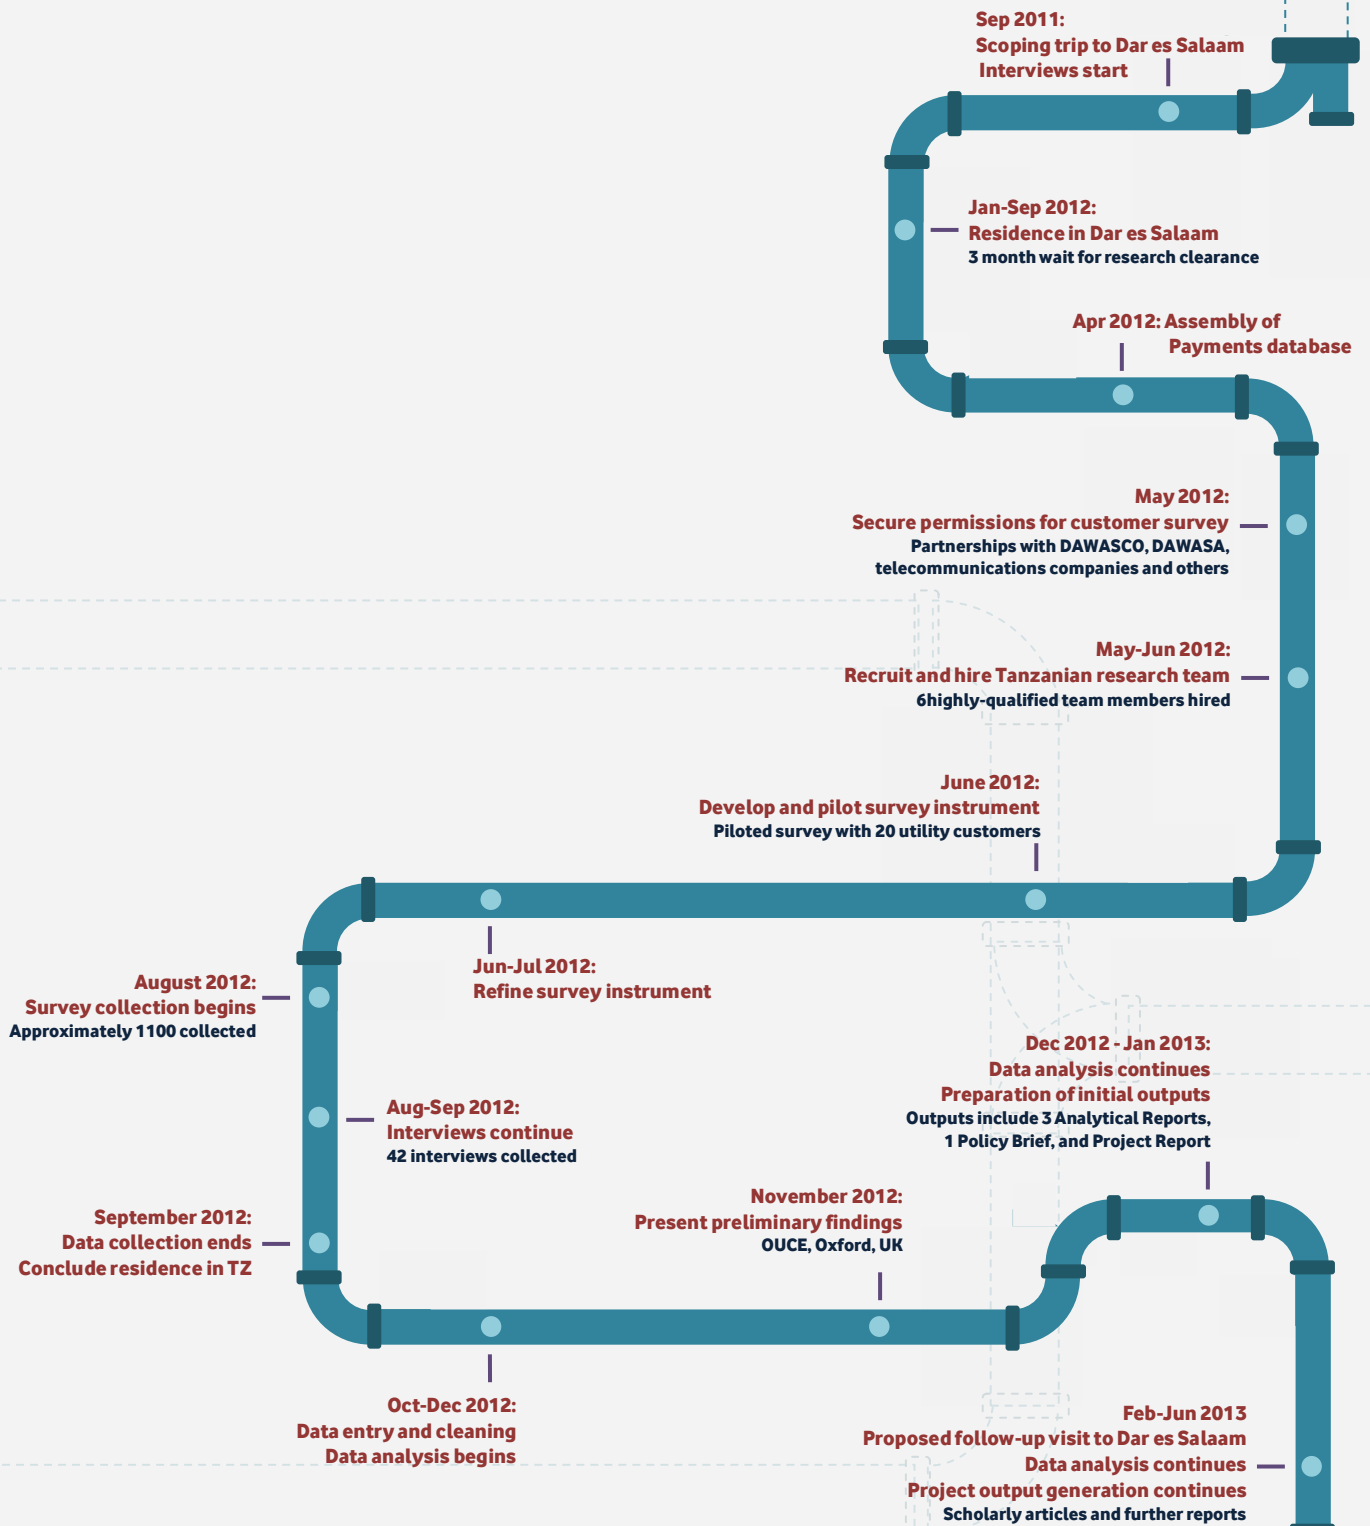 Sep 2011:
Scoping trip to Dar es Salaam
Interviews start
Jan-Sep 2012:
Residence in Dar es Salaam
3 month wait for research clearance
Apr 2012: Assembly of
Payments database
May 2012:
Secure permissions for customer survey
Partnerships with DAWASCO, DAWASA,
telecommunications companies and others
May-Jun 2012:
Recruit and hire Tanzanian research team
6highly-qualified team members hired
June 2012:
Develop and pilot survey instrument
Piloted survey with 20 utility customers
Jun-Jul 2012:
Refine survey instrument
August 2012:
Survey collection begins
Approximately 1100 collected
Aug-Sep 2012:
Interviews continue
42 interviews collected
September 2012:
Data collection ends
Conclude residence in TZ
Oct-Dec 2012:
Data entry and cleaning
Data analysis begins
November 2012:
Present preliminary findings
OUCE, Oxford, UK
Dec 2012 - Jan 2013:
Data analysis continues
Preparation of initial outputs
Outputs include 3 Analytical Reports,
1 Policy Brief, and Project Report
Feb-Jun 2013
Proposed follow-up visit to Dar es Salaam
Data analysis continues
Project output generation continues
Scholarly articles and further reports